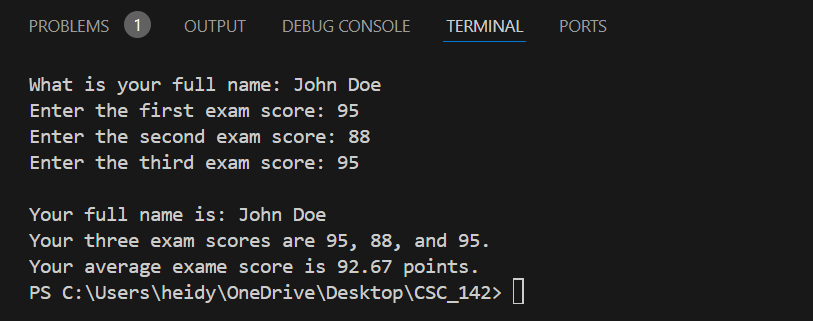 PROBLEMS 1 OUTPUT DEBUG CONSOLE TERMINAL PORTS
What is your full name: John Doe
Enter the first exam score: 95
Enter the second exam score: 88
Enter the third exam score: 95
Your full name is: John Doe
Your three exam scores are 95, 88, and 95.
Your average exame score is 92.67 points.
PS C:\Users\heidy\OneDrive\Desktop\CSC_142>